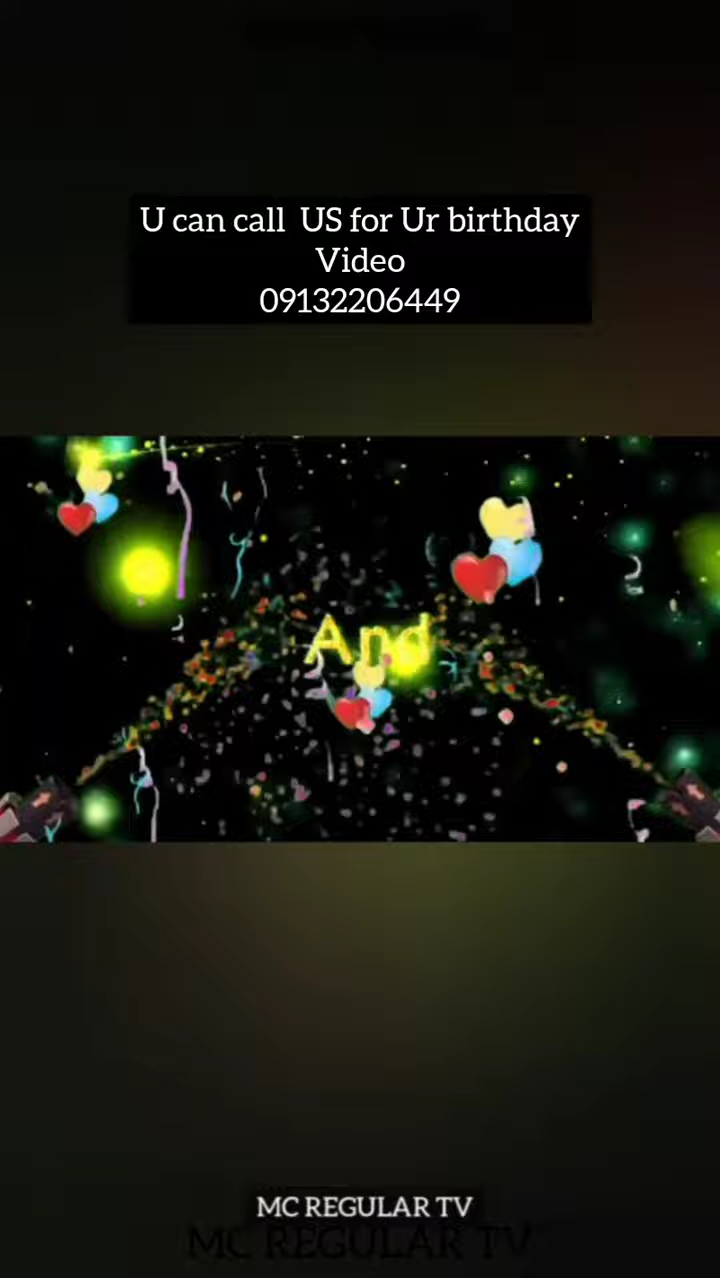 U can call  US for Ur birthday
Video
09132206449
And
MC REGULAR TV
MC REGULAR TV